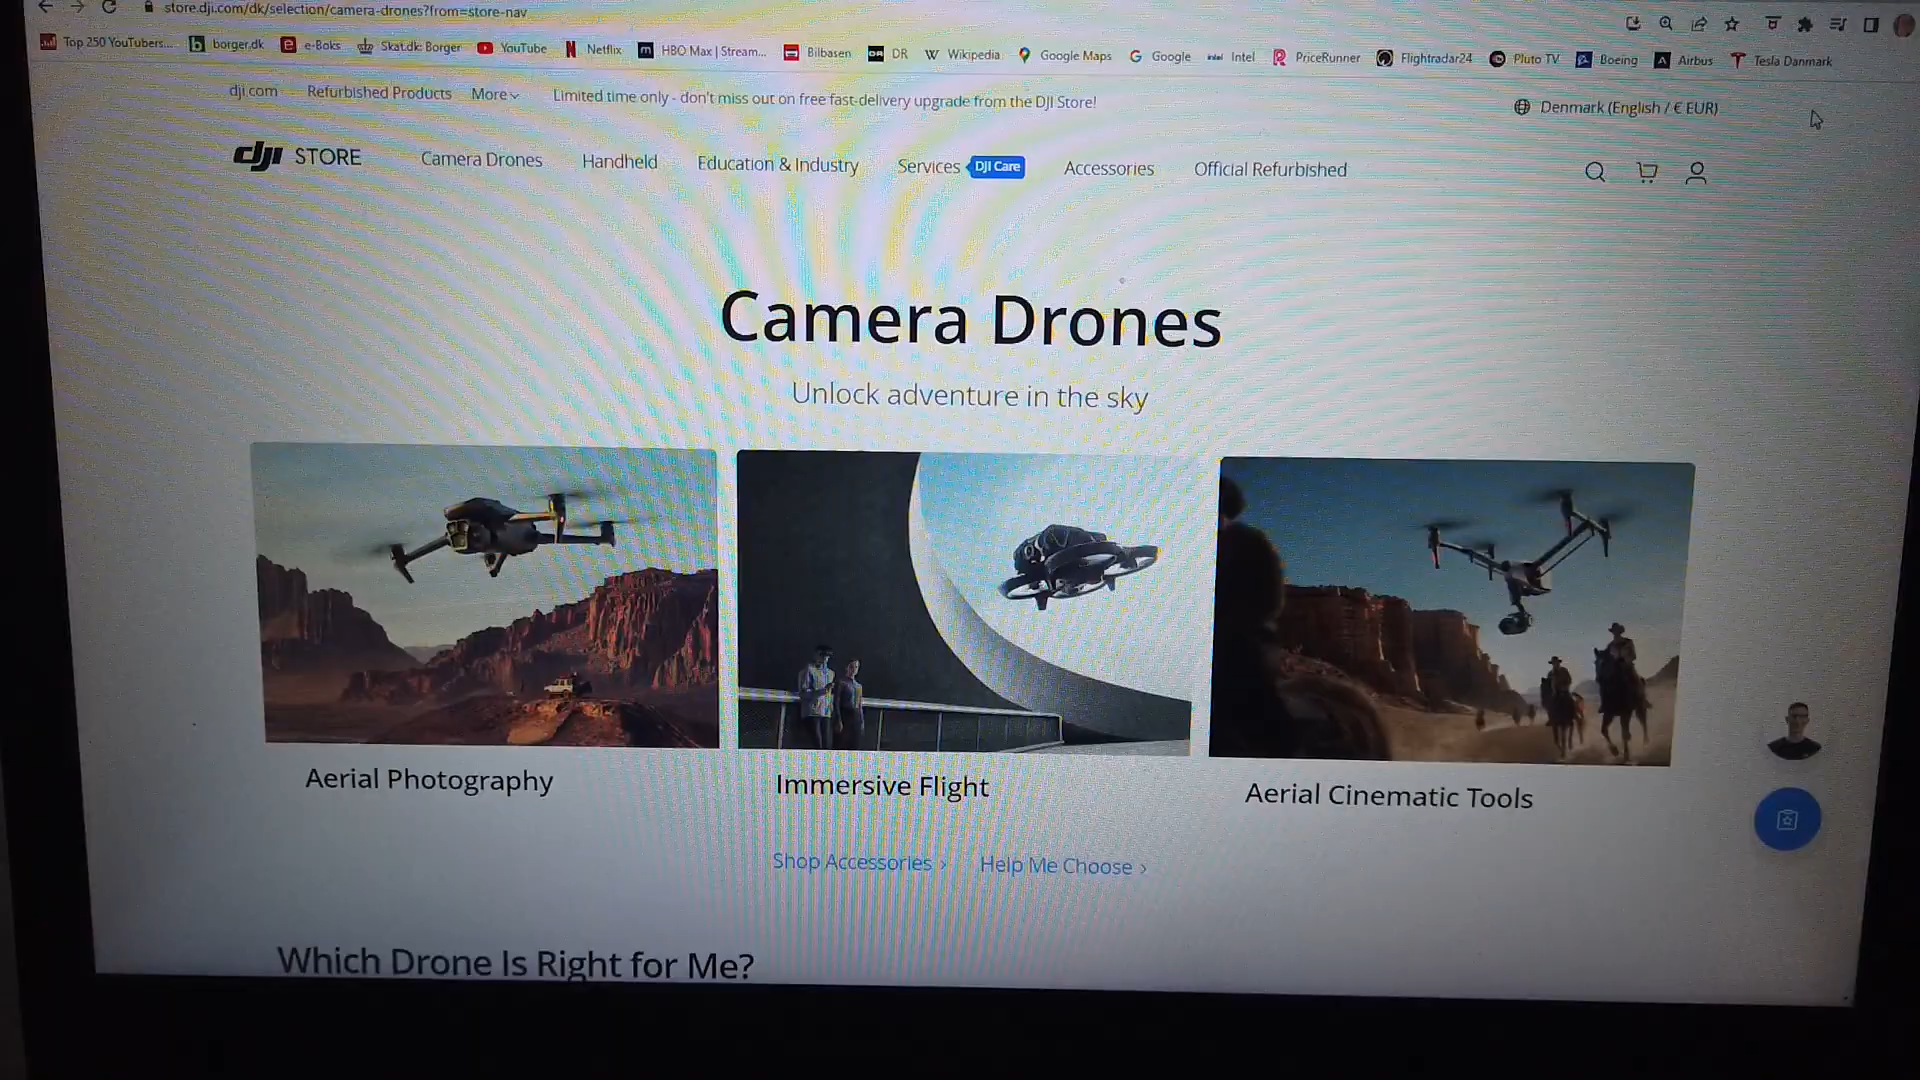 store.dji.com/dk/selection/camera-drones?from=store-nav
Top 250 YouTubers... borger.dk e-Boks Skat.dk: Borger YouTube Netflix HBO Max | Stream... Bilbasen DR Wikipedia Google Maps Google Intel PriceRunner Flightradar24 Pluto TV Boeing Airbus Tesla Danmark
dji.com Refurbished Products More Limited time only - don't miss out on free fast-delivery upgrade from the DJI Store! Denmark (English / € EUR)
dji STORE Camera Drones Handheld Education & Industry Services DJI Care Accessories Official Refurbished
Camera Drones
Unlock adventure in the sky
Aerial Photography Immersive Flight Aerial Cinematic Tools
Shop Accessories > Help Me Choose >
Which Drone Is Right for Me?